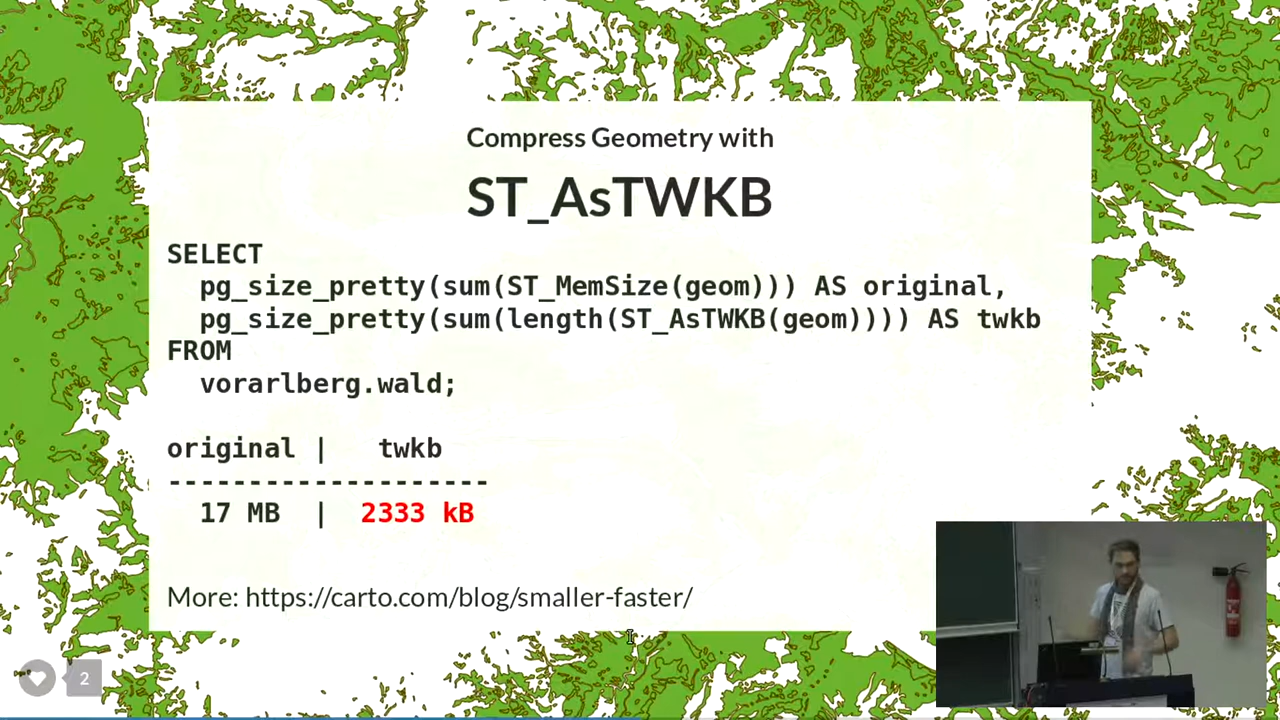 Compress Geometry with
ST_AsTWKB
SELECT
pg_size_pretty(sum(ST_MemSize(geom))) AS original,
pg_size_pretty(sum(length(ST_AsTWKB(geom)))) AS twkb
FROM
vorarlberg.wald;
original | twkb
--------------------
17 MB | 2333 kB
More: https://carto.com/blog/smaller-faster/
2